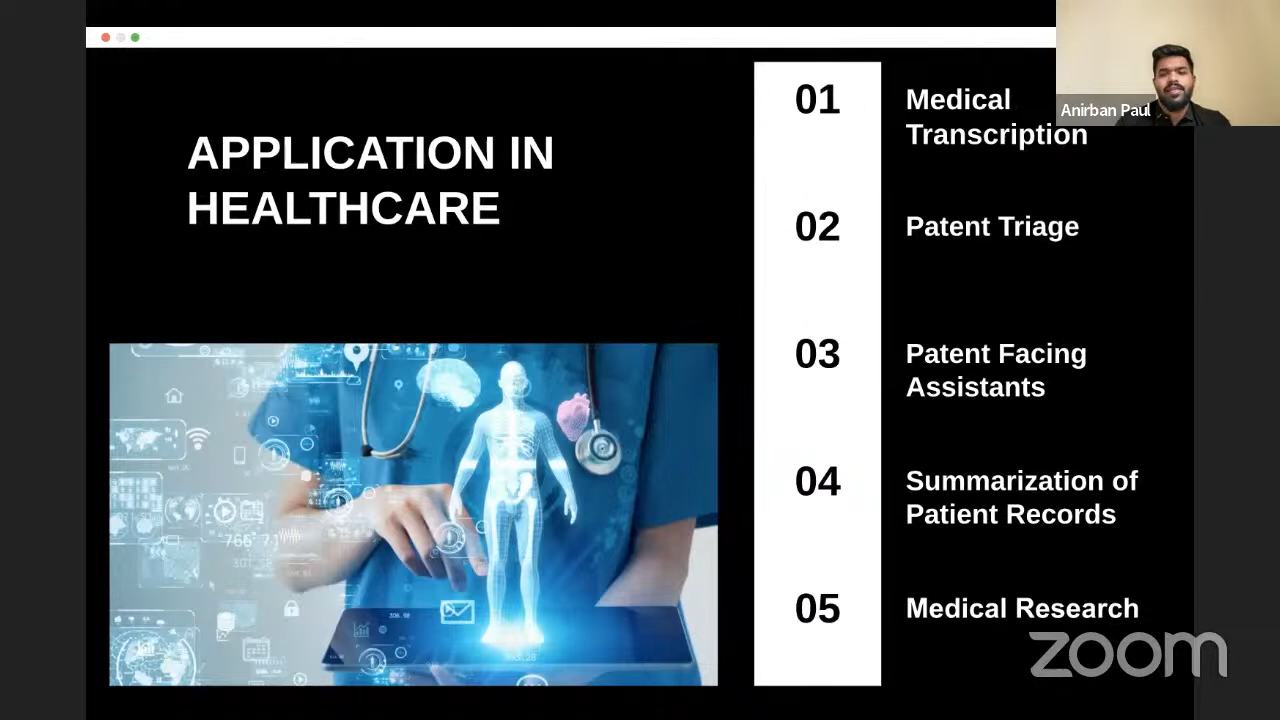 APPLICATION IN
HEALTHCARE
01
Medical
Transcription
02
Patent Triage
03
Patent Facing
Assistants
04
Summarization of
Patient Records
05
Medical Research
Anirban Paul
zoom